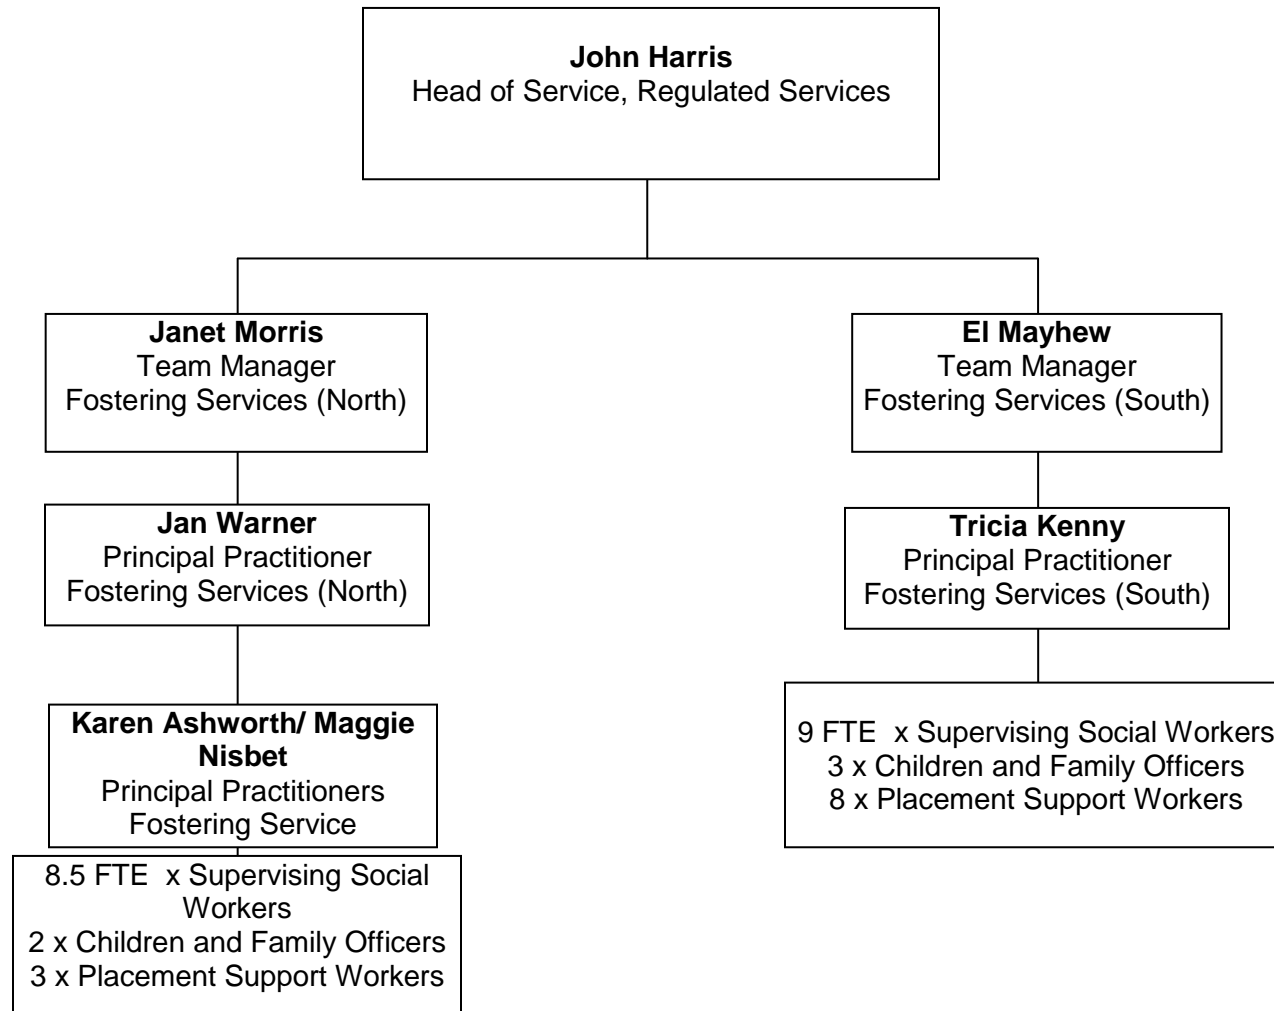 John Harris
Head of Service, Regulated Services
Janet Morris
Team Manager
Fostering Services (North)
El Mayhew
Team Manager
Fostering Services (South)
Jan Warner
Principal Practitioner
Fostering Services (North)
Tricia Kenny
Principal Practitioner
Fostering Services (South)
Karen Ashworth/ Maggie
Nisbet
Principal Practitioners
Fostering Service
9 FTE  x Supervising Social Workers
3 x Children and Family Officers
8 x Placement Support Workers
8.5 FTE  x Supervising Social
Workers
2 x Children and Family Officers
3 x Placement Support Workers